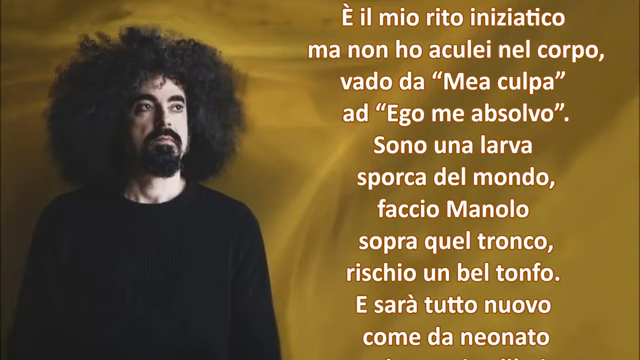 È il mio rito iniziatico
ma non ho aculei nel corpo,
vado da “Mea culpa”
ad “Ego me absolvo”.
Sono una larva
sporca del mondo,
faccio Manolo
sopra quel tronco,
rischio un bel tonfo.
E sarà tutto nuovo
come da neonato